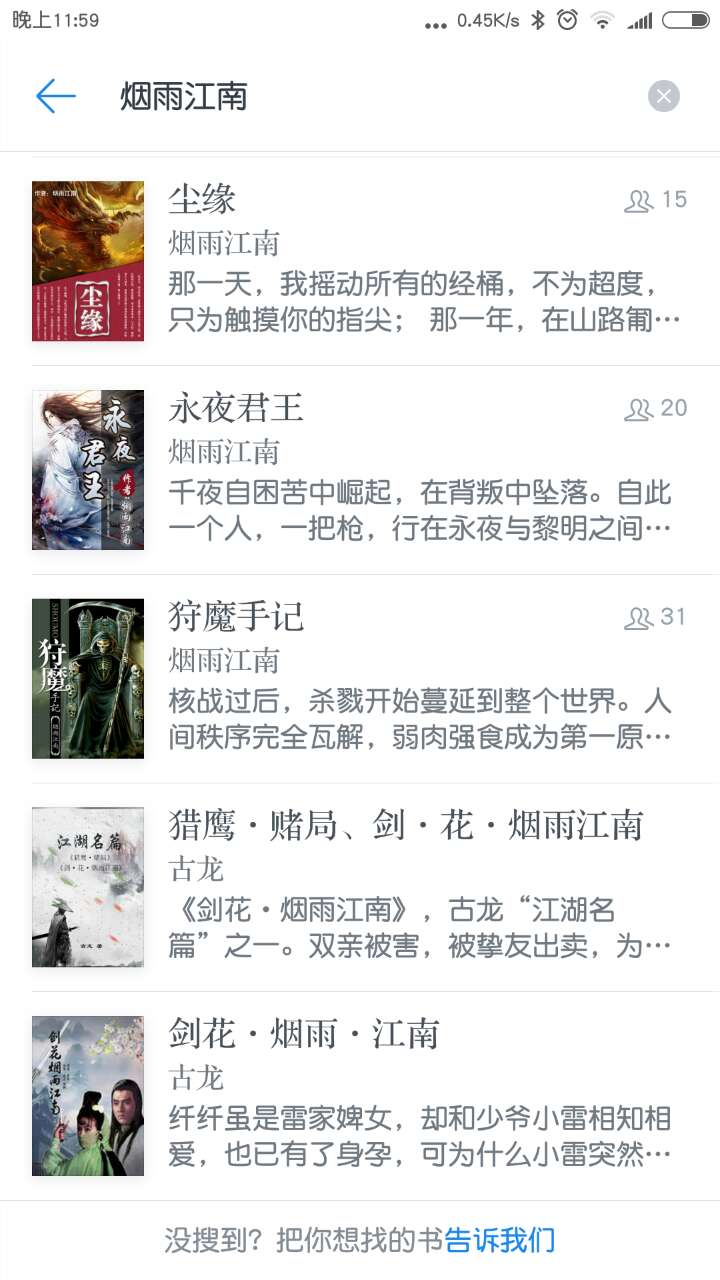 晚上11:59
0.45K/s
烟雨江南
作者：烟雨江南
尘缘
尘缘
15
烟雨江南
那一天，我摇动所有的经桶，不为超度，
只为触摸你的指尖； 那一年，在山路匍…
永夜
君王
作者：烟雨江南
永夜君王
20
烟雨江南
千夜自困苦中崛起，在背叛中坠落。自此
一个人，一把枪，行在永夜与黎明之间…
狩魔
手记
烟雨江南
狩魔手记
31
烟雨江南
核战过后，杀戮开始蔓延到整个世界。人
间秩序完全瓦解，弱肉强食成为第一原…
江湖名篇
《猎鹰·赌局》
《剑·花·烟雨江南》
古龙 著
猎鹰·赌局、剑·花·烟雨江南
古龙
《剑花·烟雨江南》，古龙“江湖名
篇”之一。双亲被害，被挚友出卖，为…
剑花烟雨江南
剑花·烟雨·江南
古龙
纤纤虽是雷家婢女，却和少爷小雷相知相
爱，也已有了身孕，可为什么小雷突然…
没搜到？把你想找的书告诉我们